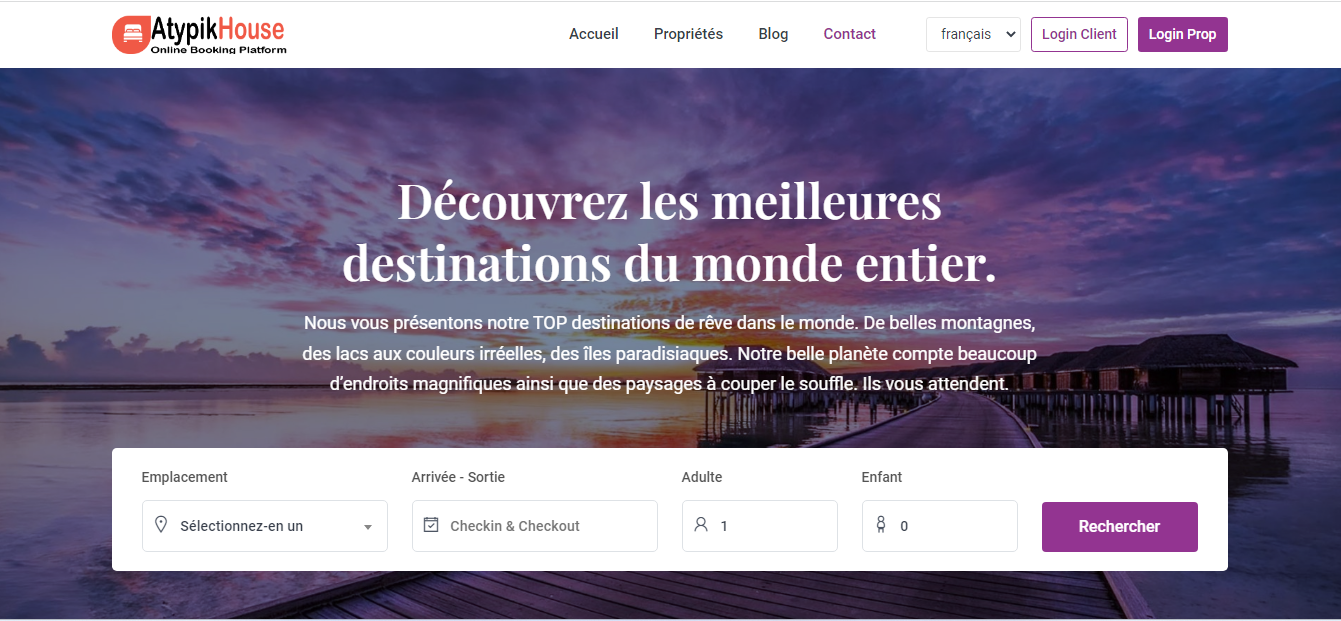 AtypikHouse
Online Booking Platform
Accueil
Propriétés
Blog
Contact
français
Login Client
Login Prop
Découvrez les meilleures
destinations du monde entier.
Nous vous présentons notre TOP destinations de rêve dans le monde. De belles montagnes,
des lacs aux couleurs irréelles, des îles paradisiaques. Notre belle planète compte beaucoup
d’endroits magnifiques ainsi que des paysages à couper le souffle. Ils vous attendent.
Emplacement
Sélectionnez-en un
Arrivée - Sortie
Checkin & Checkout
Adulte
1
Enfant
0
Rechercher